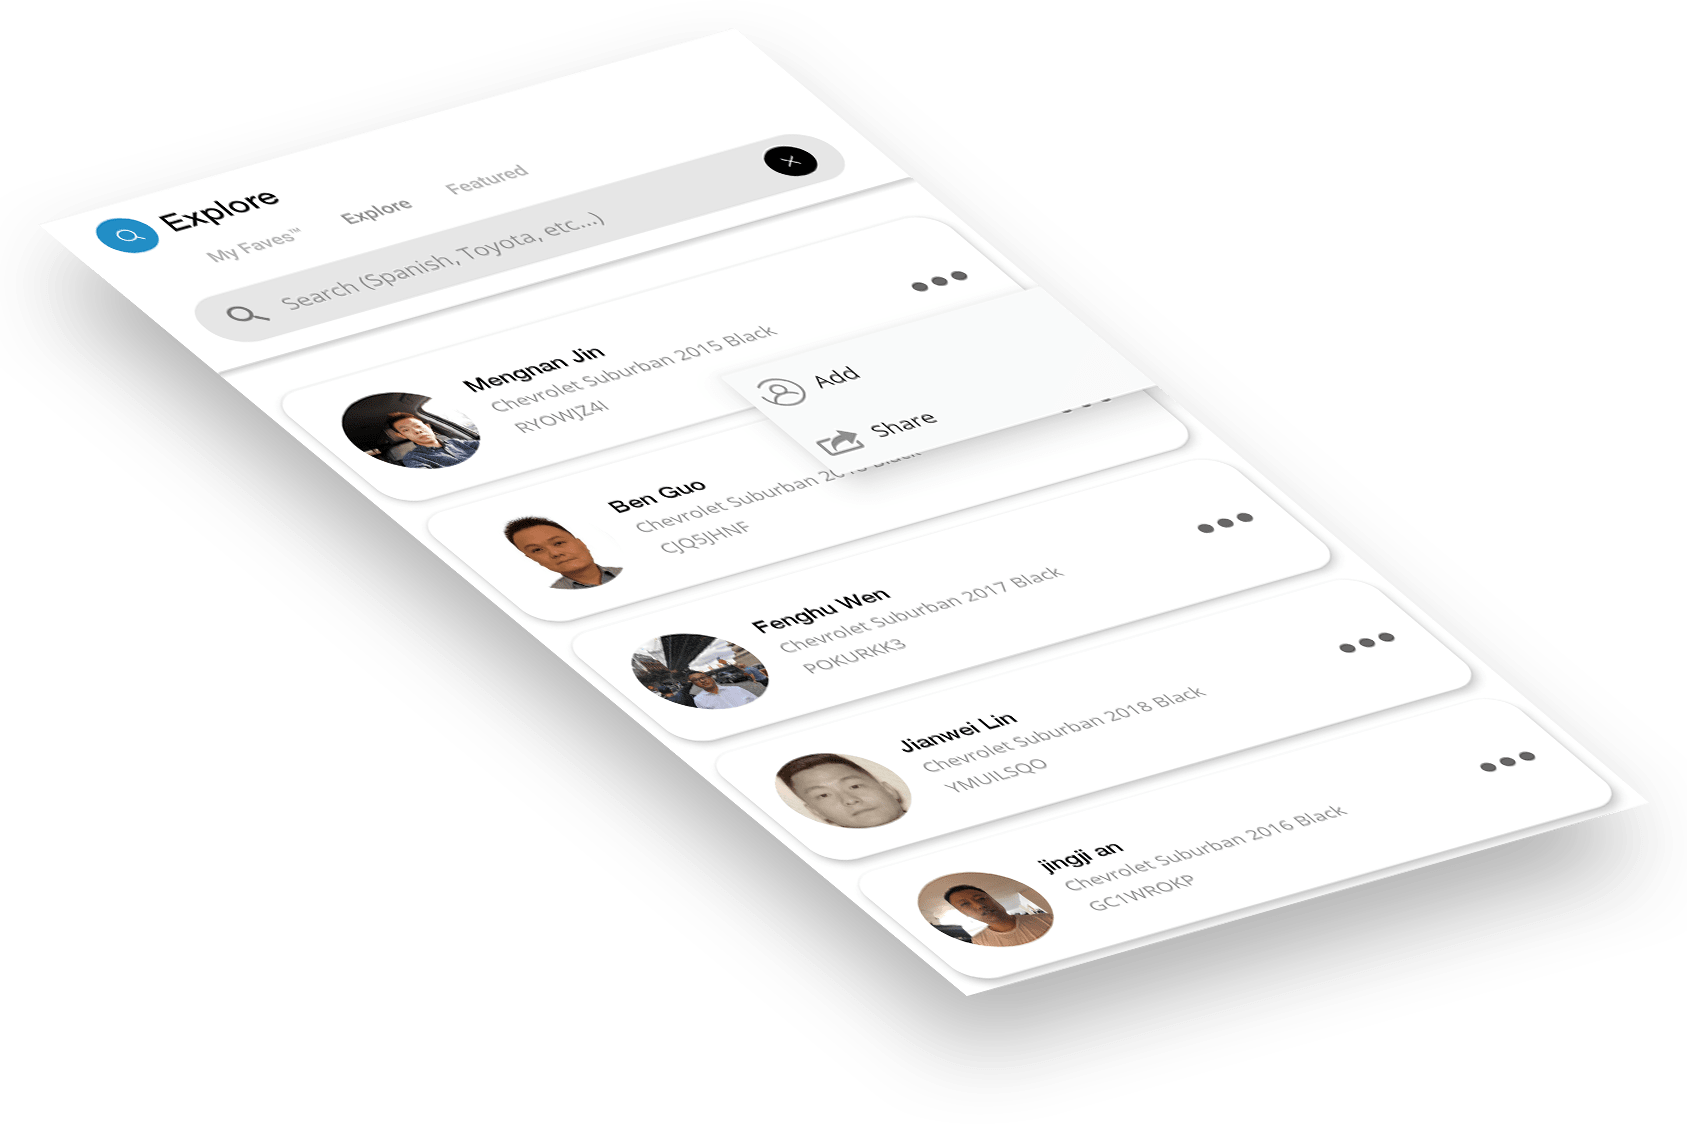 Explore
My Faves™
Explore
Featured
Search (Spanish, Toyota, etc...)
Mengnan Jin
Chevrolet Suburban 2015 Black
RYOWJZ4I
Add
Share
Ben Guo
Chevrolet Suburban
CJQ5JHNF
Fenghu Wen
Chevrolet Suburban 2017 Black
POKURKK3
Jianwei Lin
Chevrolet Suburban 2018 Black
YMUILSQO
jingji an
Chevrolet Suburban 2016 Black
GC1WROKP